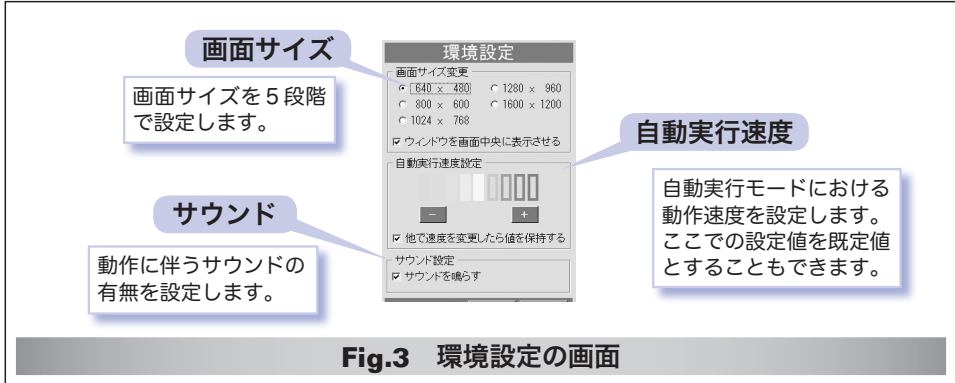 画面サイズ
画面サイズを5段階
で設定します。
サウンド
動作に伴うサウンドの
有無を設定します。
環境設定
画面サイズ変更
640 × 480
1280 × 960
800 × 600
1600 × 1200
1024 × 768
ウィンドウを画面中央に表示させる
自動実行速度設定
－
＋
他で速度を変更したら値を保持する
サウンド設定
サウンドを鳴らす
自動実行速度
自動実行モードにおける
動作速度を設定します。
ここでの設定値を既定値
とすることもできます。
Fig.3 環境設定の画面